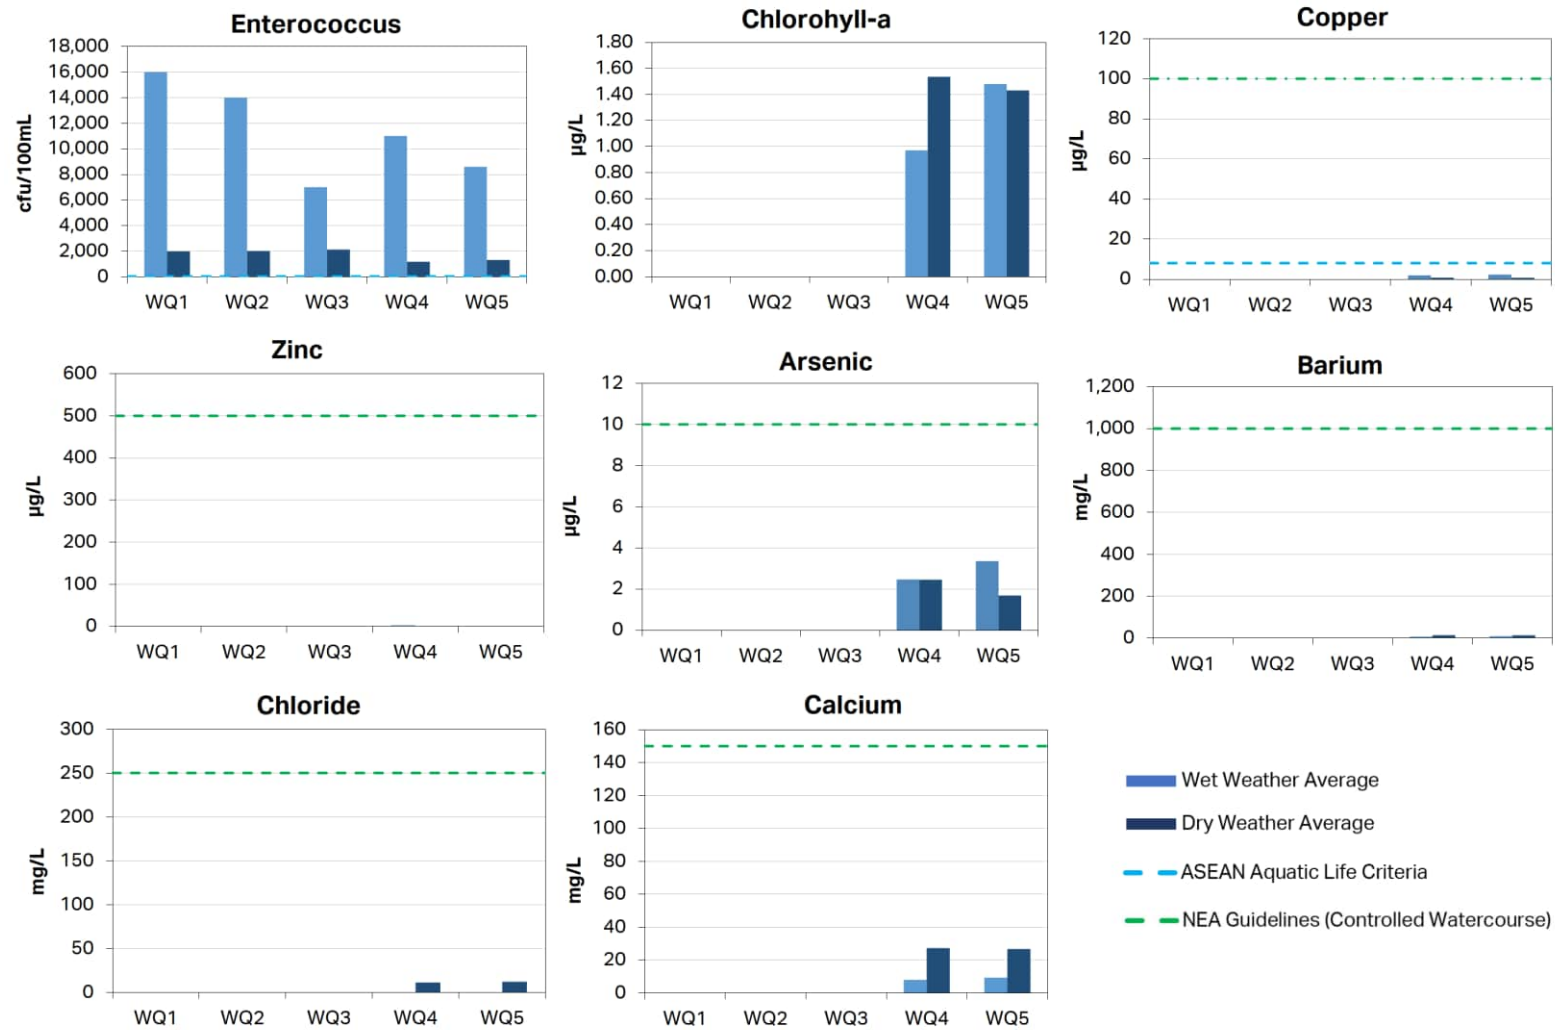 Enterococcus
18,000
16,000
14,000
12,000
10,000
8,000
6,000
4,000
2,000
0
cfu/100mL
WQ1 WQ2 WQ3 WQ4 WQ5
Chlorohyll-a
1.80
1.60
1.40
1.20
1.00
0.80
0.60
0.40
0.20
0.00
µg/L
WQ1 WQ2 WQ3 WQ4 WQ5
Copper
120
100
80
60
40
20
0
µg/L
WQ1 WQ2 WQ3 WQ4 WQ5
Zinc
600
500
400
300
200
100
0
µg/L
WQ1 WQ2 WQ3 WQ4 WQ5
Arsenic
12
10
8
6
4
2
0
µg/L
WQ1 WQ2 WQ3 WQ4 WQ5
Barium
1,200
1,000
800
600
400
200
0
mg/L
WQ1 WQ2 WQ3 WQ4 WQ5
Chloride
300
250
200
150
100
50
0
mg/L
WQ1 WQ2 WQ3 WQ4 WQ5
Calcium
160
140
120
100
80
60
40
20
0
mg/L
WQ1 WQ2 WQ3 WQ4 WQ5
Wet Weather Average
Dry Weather Average
ASEAN Aquatic Life Criteria
NEA Guidelines (Controlled Watercourse)